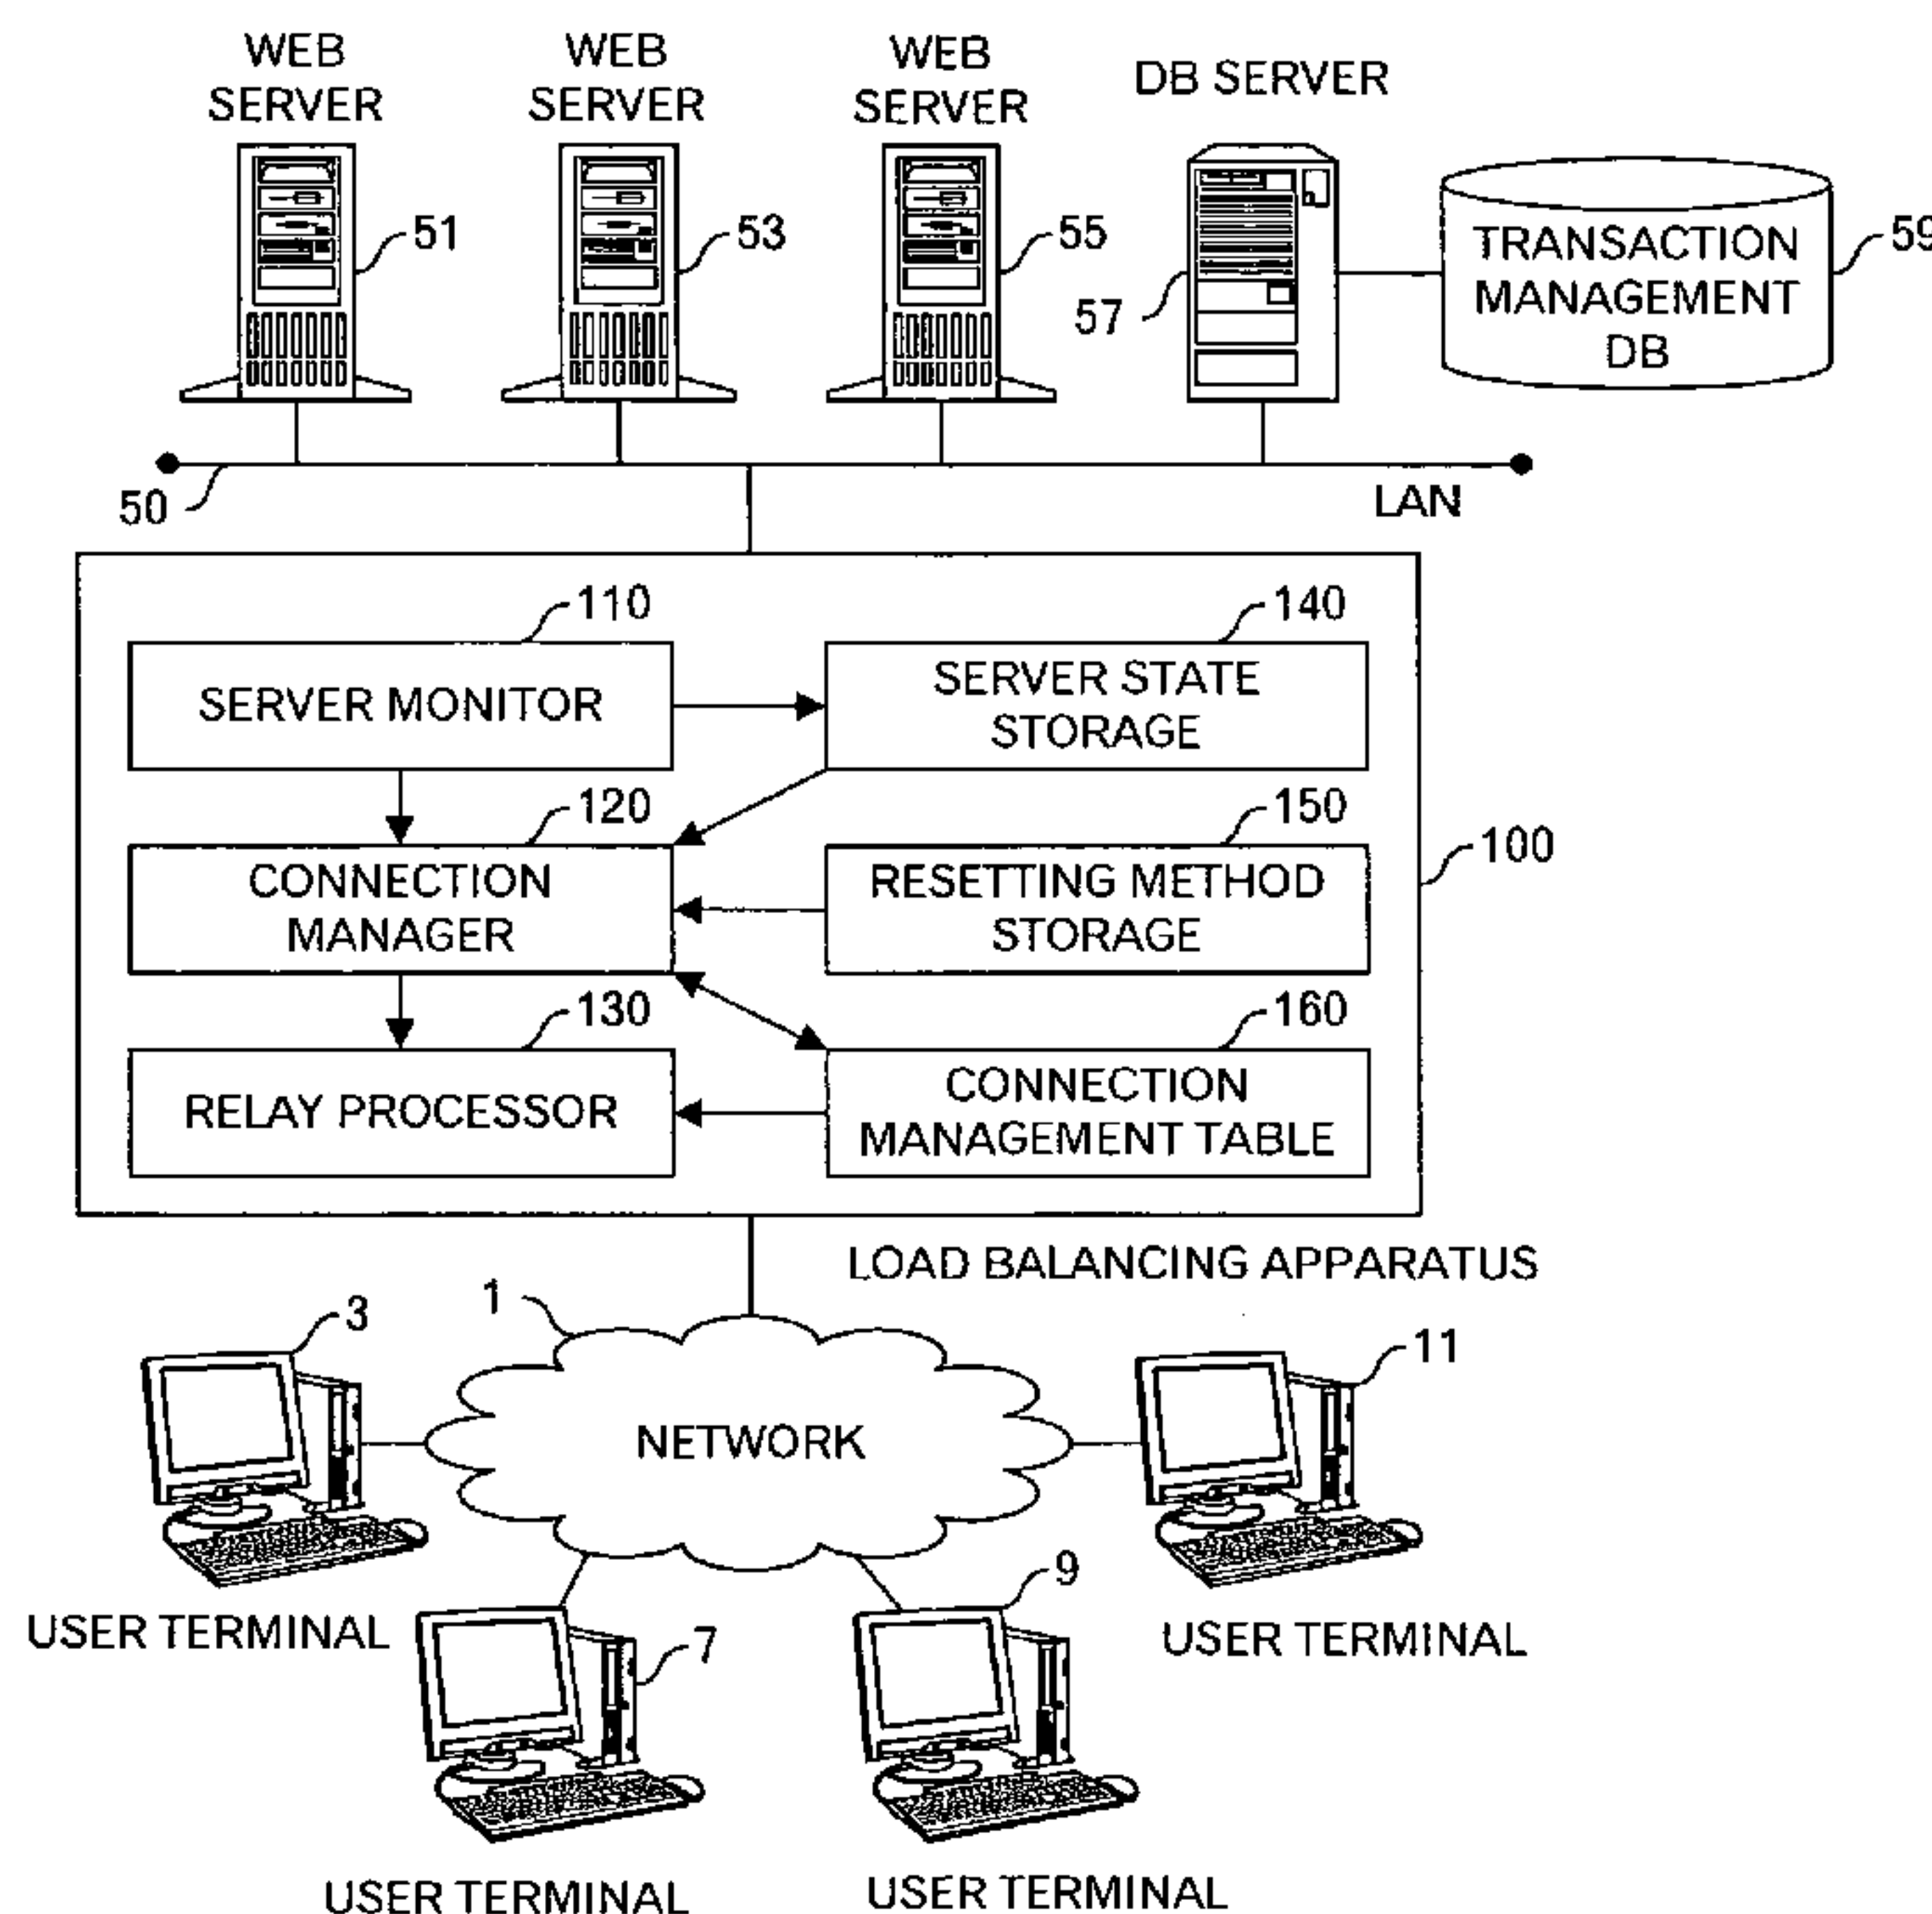 WEB
SERVER
WEB
SERVER
WEB
SERVER
DB SERVER
51
53
55
57
TRANSACTION
MANAGEMENT
DB
59
50
LAN
110
140
SERVER MONITOR
SERVER STATE
STORAGE
120
150
CONNECTION
MANAGER
RESETTING METHOD
STORAGE
100
130
160
RELAY PROCESSOR
CONNECTION
MANAGEMENT TABLE
LOAD BALANCING APPARATUS
1
3
11
NETWORK
9
7
USER TERMINAL
USER TERMINAL
USER TERMINAL
USER TERMINAL